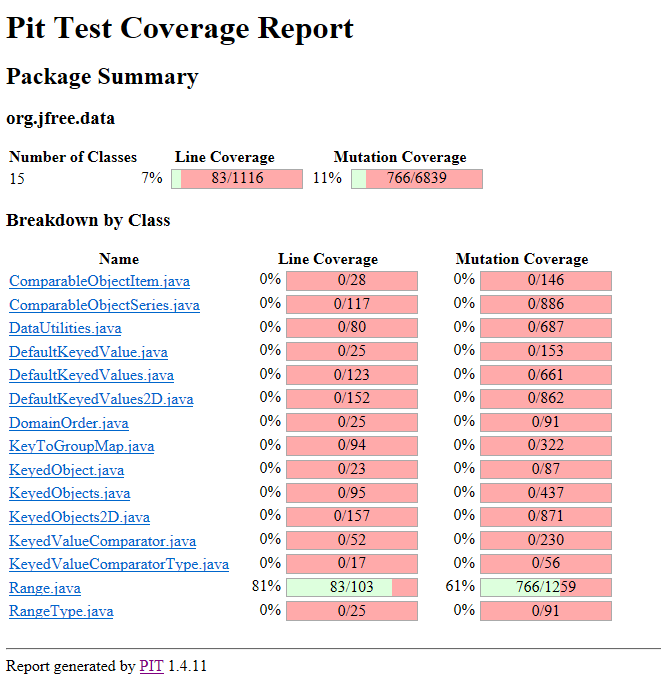 Pit Test Coverage Report
Package Summary
org.jfree.data
Number of Classes Line Coverage Mutation Coverage
15 7% 83/1116 11% 766/6839
Breakdown by Class
Name Line Coverage Mutation Coverage
ComparableObjectItem.java 0% 0/28 0% 0/146
ComparableObjectSeries.java 0% 0/117 0% 0/886
DataUtilities.java 0% 0/80 0% 0/687
DefaultKeyedValue.java 0% 0/25 0% 0/153
DefaultKeyedValues.java 0% 0/123 0% 0/661
DefaultKeyedValues2D.java 0% 0/152 0% 0/862
DomainOrder.java 0% 0/25 0% 0/91
KeyToGroupMap.java 0% 0/94 0% 0/322
KeyedObject.java 0% 0/23 0% 0/87
KeyedObjects.java 0% 0/95 0% 0/437
KeyedObjects2D.java 0% 0/157 0% 0/871
KeyedValueComparator.java 0% 0/52 0% 0/230
KeyedValueComparatorType.java 0% 0/17 0% 0/56
Range.java 81% 83/103 61% 766/1259
RangeType.java 0% 0/25 0% 0/91
Report generated by PIT 1.4.11